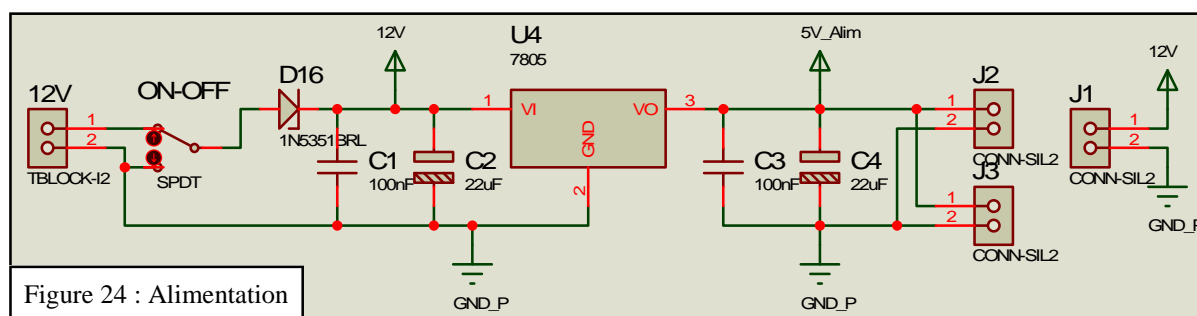 12V
1
2
TBLOCK-I2
ON-OFF
SPDT
D16
1N5351BRL
12V
C1
100nF
C2
22uF
U4
7805
1
VI
VO
3
GND
2
GND_P
5V_Alim
C3
100nF
C4
22uF
GND_P
J2
1
2
CONN-SIL2
J3
1
2
CONN-SIL2
J1
1
2
CONN-SIL2
12V
GND_P
Figure 24 : Alimentation